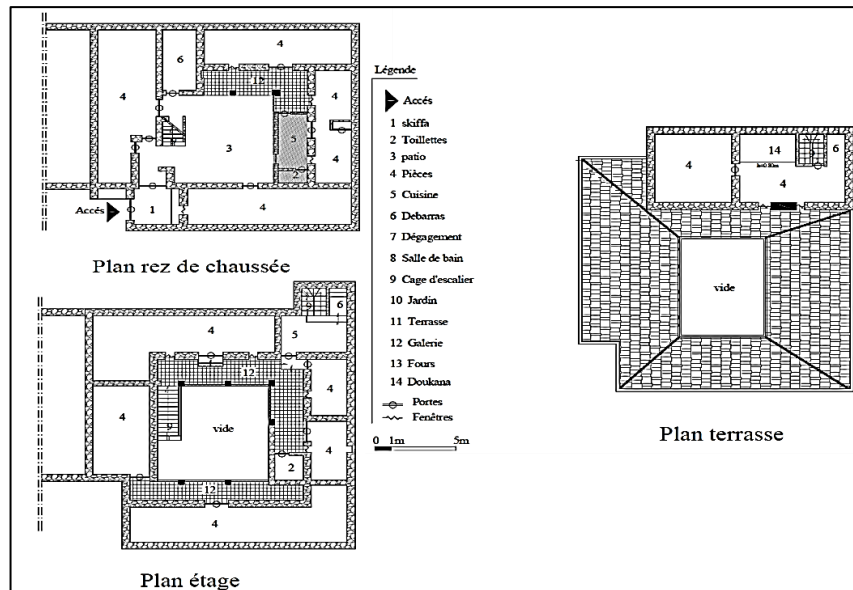 4
6
4
12
4
5
3
4
2
1
4
Accés
Plan rez de chaussée
9
6
4
5
12
4
4
9
vide
4
2
12
4
Plan étage
Légende
Accés
1 skiffa
2 Toillettes
3 patio
4 Pièces
5 Cuisine
6 Debarras
7 Dégagement
8 Salle de bain
9 Cage d'escalier
10 Jardin
11 Terrasse
12 Galerie
13 Fours
14 Doukana
Portes
Fenêtres
0 1m 5m
14
6
4
4
vide
Plan terrasse